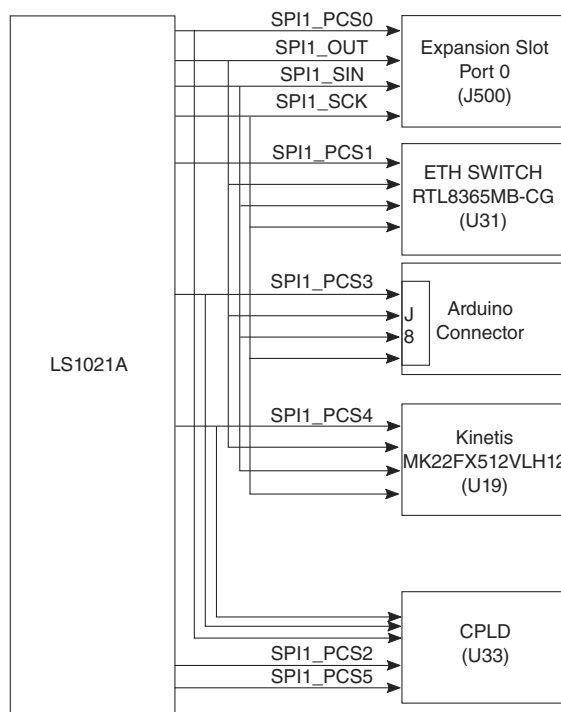 SPI1_PCS0
SPI1_OUT
SPI1_SIN
SPI1_SCK
Expansion Slot
Port 0
(J500)
SPI1_PCS1
ETH SWITCH
RTL8365MB-CG
(U31)
SPI1_PCS3
J
8
Arduino
Connector
LS1021A
SPI1_PCS4
Kinetis
MK22FX512VLH12
(U19)
CPLD
(U33)
SPI1_PCS2
SPI1_PCS5